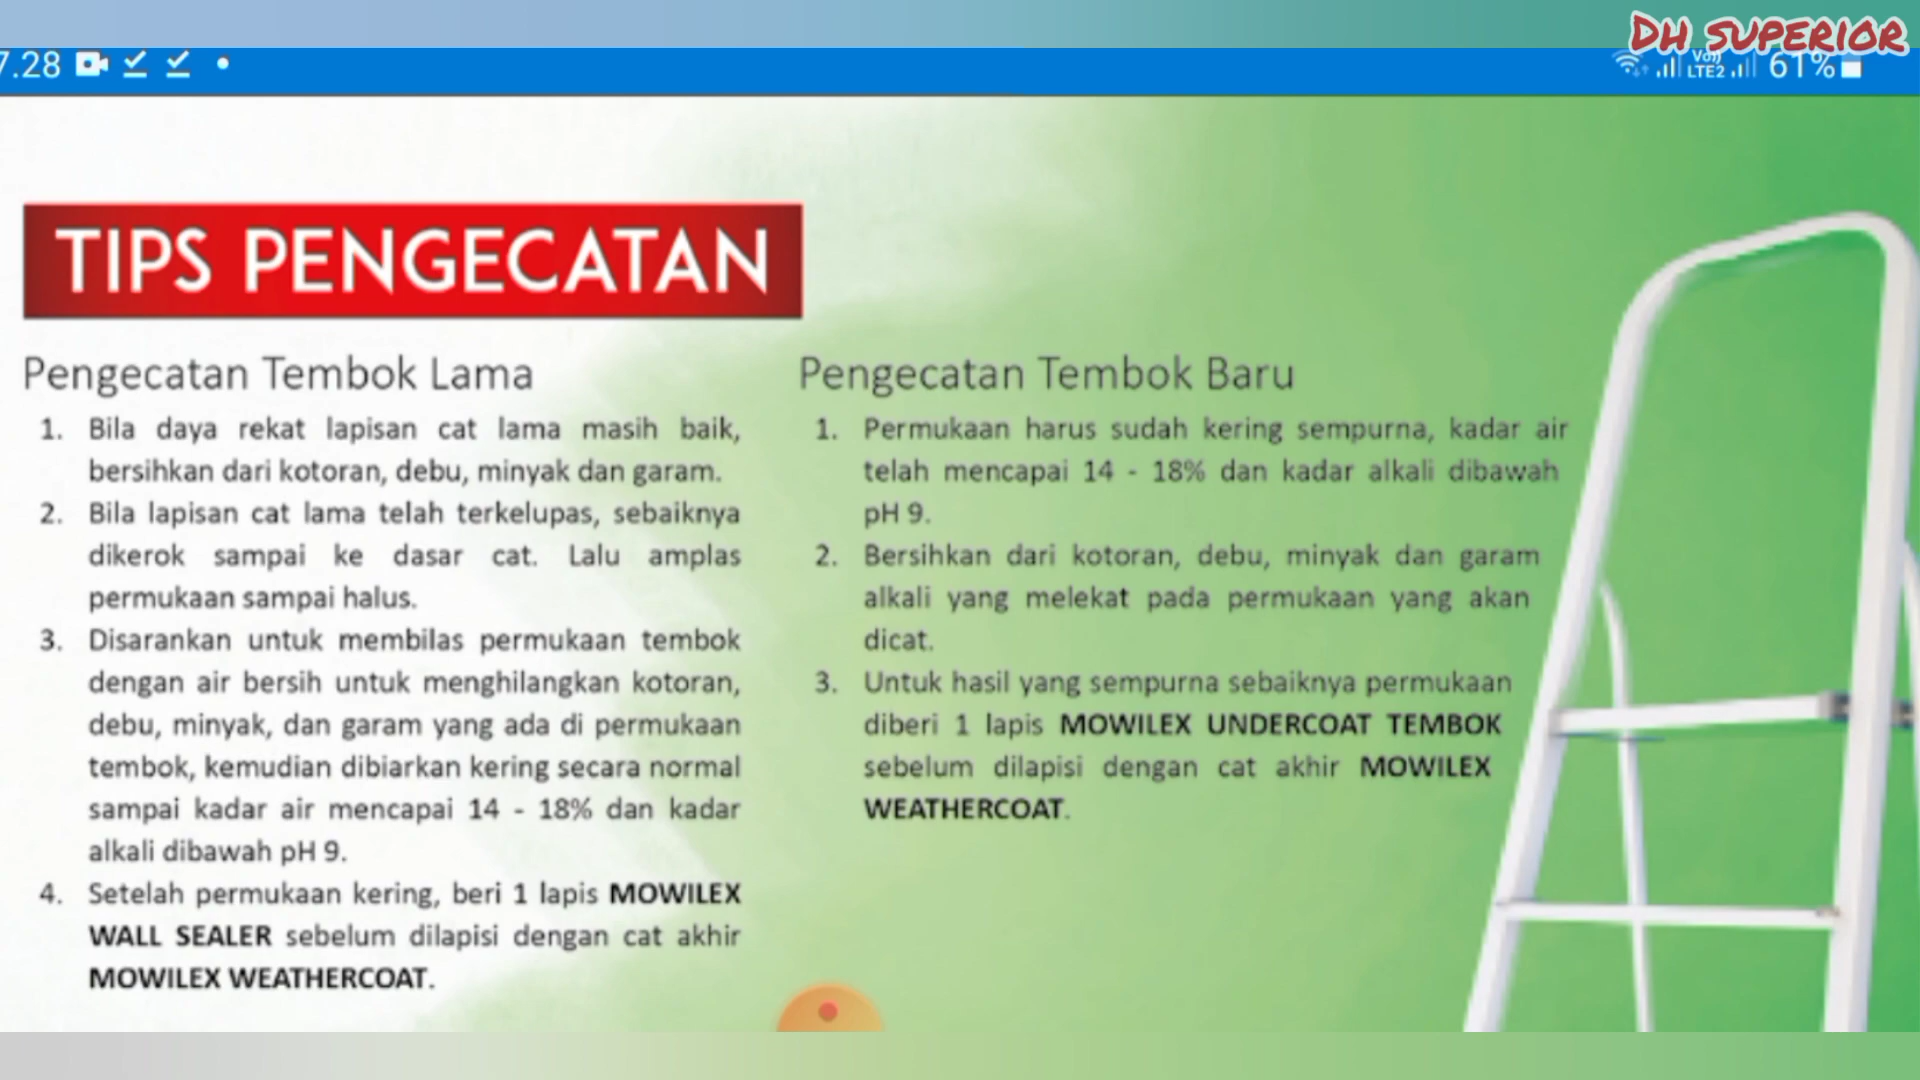 DH SUPERIOR
7.28
Vo))
LTE2
61%
TIPS PENGECATAN
Pengecatan Tembok Lama
1. Bila daya rekat lapisan cat lama masih baik,
bersihkan dari kotoran, debu, minyak dan garam.
2. Bila lapisan cat lama telah terkelupas, sebaiknya
dikerok sampai ke dasar cat. Lalu amplas
permukaan sampai halus.
3. Disarankan untuk membilas permukaan tembok
dengan air bersih untuk menghilangkan kotoran,
debu, minyak, dan garam yang ada di permukaan
tembok, kemudian dibiarkan kering secara normal
sampai kadar air mencapai 14 - 18% dan kadar
alkali dibawah pH 9.
4. Setelah permukaan kering, beri 1 lapis MOWILEX
WALL SEALER sebelum dilapisi dengan cat akhir
MOWILEX WEATHERCOAT.
Pengecatan Tembok Baru
1. Permukaan harus sudah kering sempurna, kadar air
telah mencapai 14 - 18% dan kadar alkali dibawah
pH 9.
2. Bersihkan dari kotoran, debu, minyak dan garam
alkali yang melekat pada permukaan yang akan
dicat.
3. Untuk hasil yang sempurna sebaiknya permukaan
diberi 1 lapis MOWILEX UNDERCOAT TEMBOK
sebelum dilapisi dengan cat akhir MOWILEX
WEATHERCOAT.